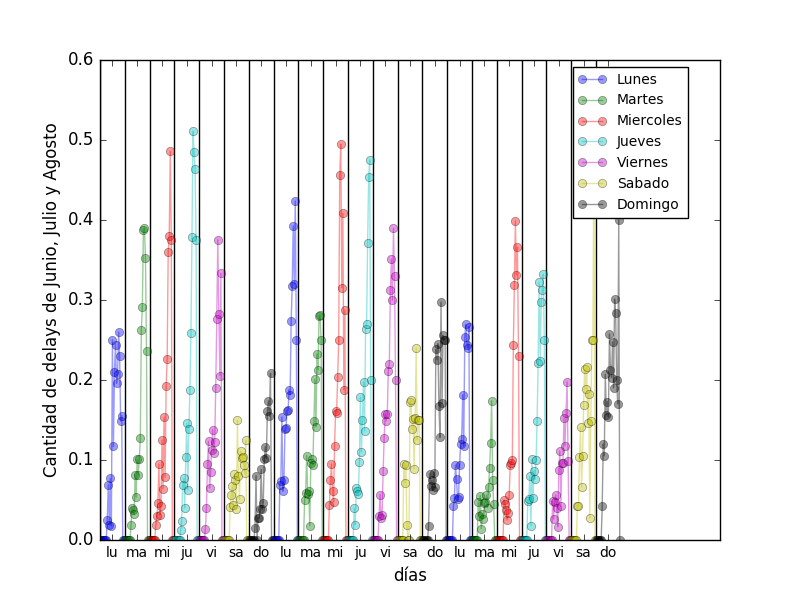 Cantidad de delays de Junio, Julio y Agosto
0.6
0.5
0.4
0.3
0.2
0.1
0.0
Lunes
Martes
Miercoles
Jueves
Viernes
Sabado
Domingo
lu ma mi ju vi sa do lu ma mi ju vi sa do lu ma mi ju vi sa do
días